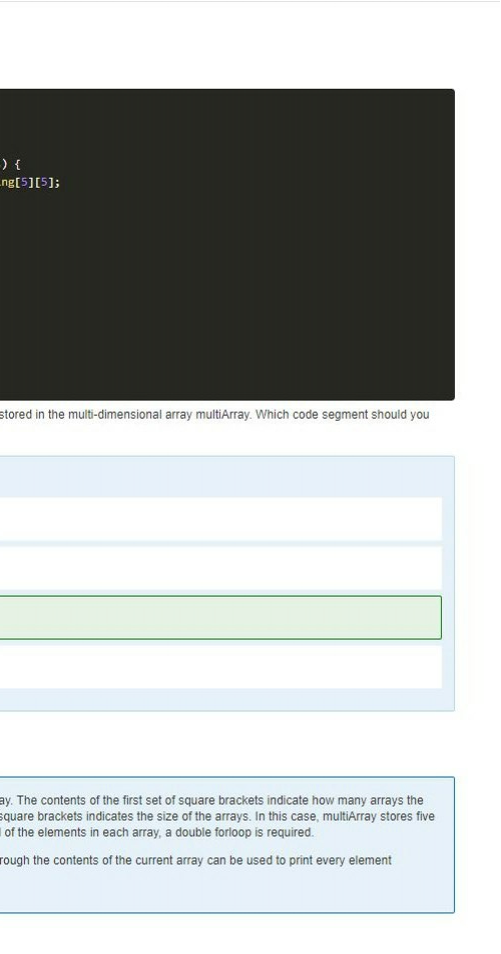 ) {
ng[5][5];
stored in the multi-dimensional array multiArray. Which code segment should you
ay. The contents of the first set of square brackets indicate how many arrays the
square brackets indicates the size of the arrays. In this case, multiArray stores five
of the elements in each array, a double forloop is required.
rough the contents of the current array can be used to print every element